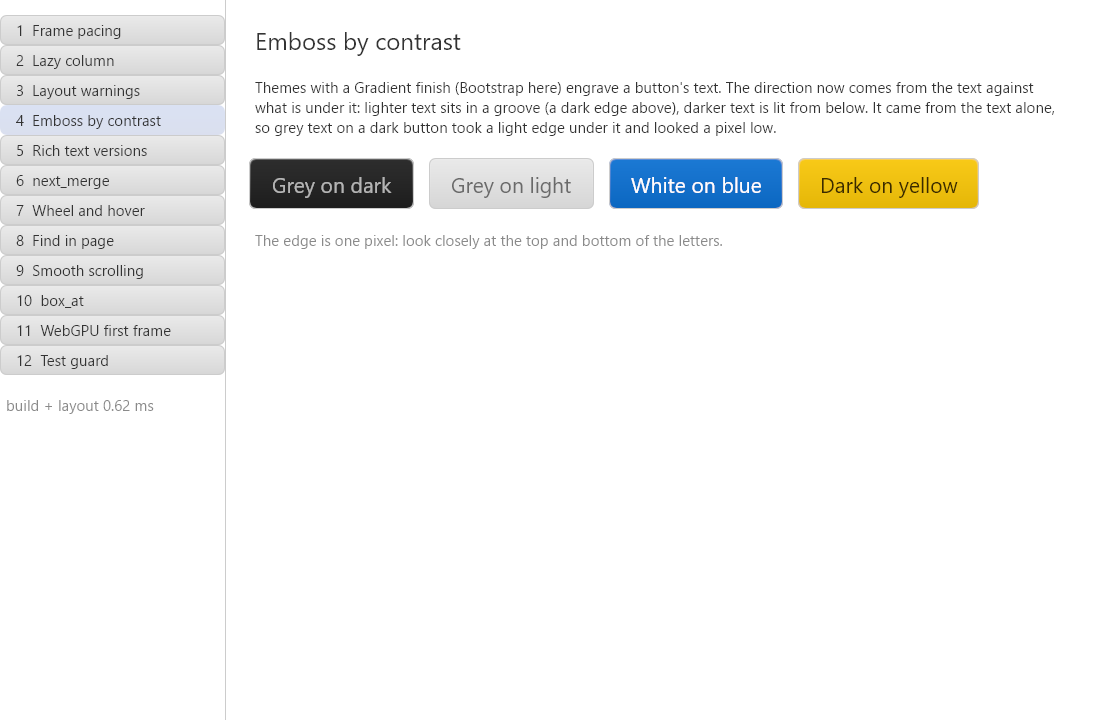 1 Frame pacing
2 Lazy column
3 Layout warnings
4 Emboss by contrast
5 Rich text versions
6 next_merge
7 Wheel and hover
8 Find in page
9 Smooth scrolling
10 box_at
11 WebGPU first frame
12 Test guard
build + layout 0.62 ms
Emboss by contrast
Themes with a Gradient finish (Bootstrap here) engrave a button's text. The direction now comes from the text against
what is under it: lighter text sits in a groove (a dark edge above), darker text is lit from below. It came from the text alone,
so grey text on a dark button took a light edge under it and looked a pixel low.
Grey on dark
Grey on light
White on blue
Dark on yellow
The edge is one pixel: look closely at the top and bottom of the letters.